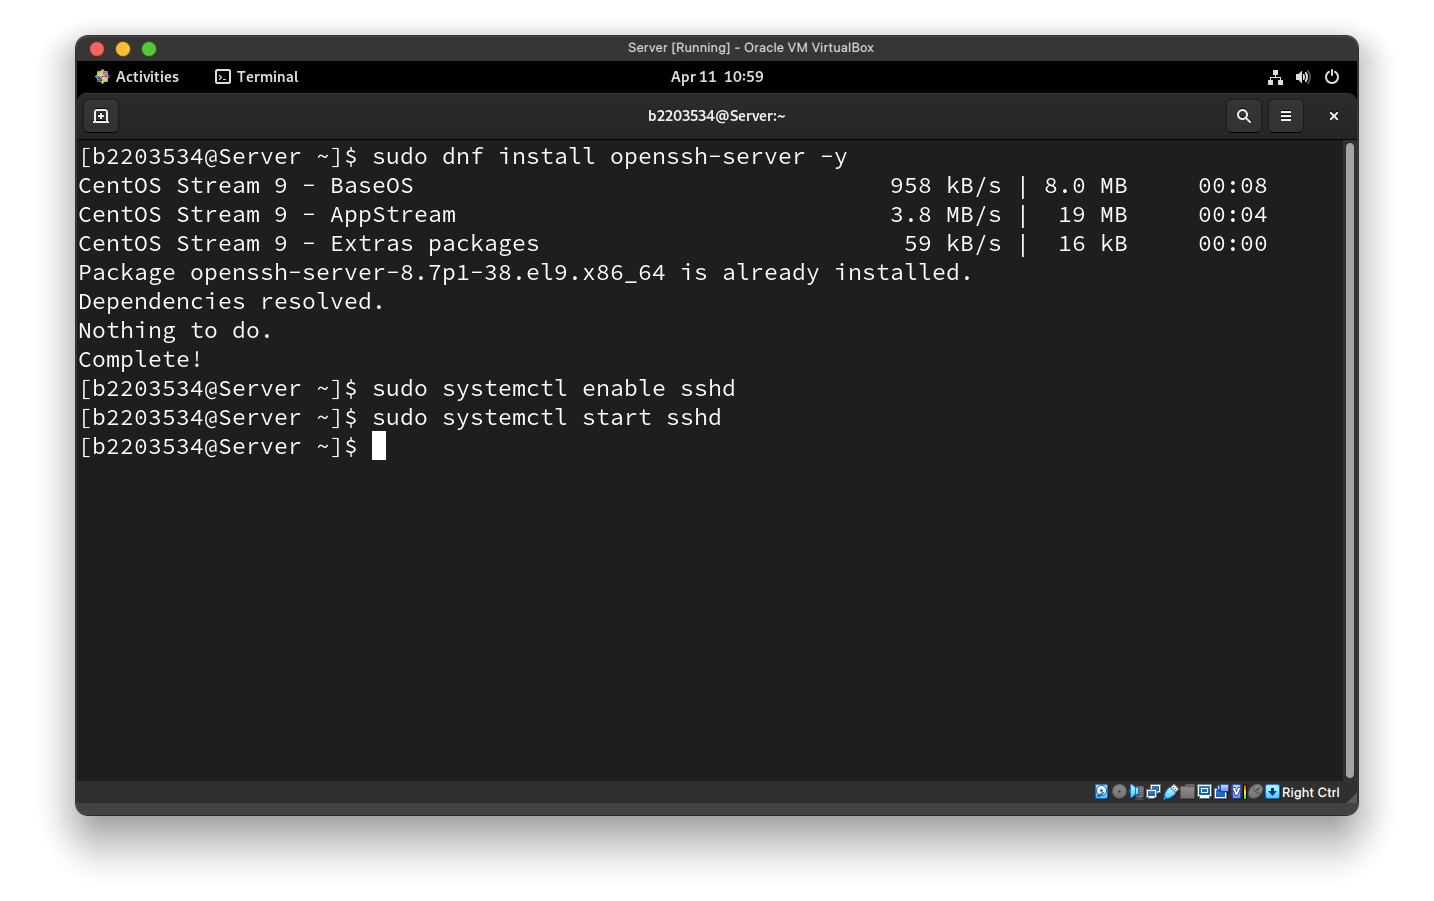 Server [Running] - Oracle VM VirtualBox
Activities Terminal Apr 11 10:59
b2203534@Server:~
[b2203534@Server ~]$ sudo dnf install openssh-server -y
CentOS Stream 9 - BaseOS 958 kB/s | 8.0 MB 00:08
CentOS Stream 9 - AppStream 3.8 MB/s | 19 MB 00:04
CentOS Stream 9 - Extras packages 59 kB/s | 16 kB 00:00
Package openssh-server-8.7p1-38.el9.x86_64 is already installed.
Dependencies resolved.
Nothing to do.
Complete!
[b2203534@Server ~]$ sudo systemctl enable sshd
[b2203534@Server ~]$ sudo systemctl start sshd
[b2203534@Server ~]$
Right Ctrl